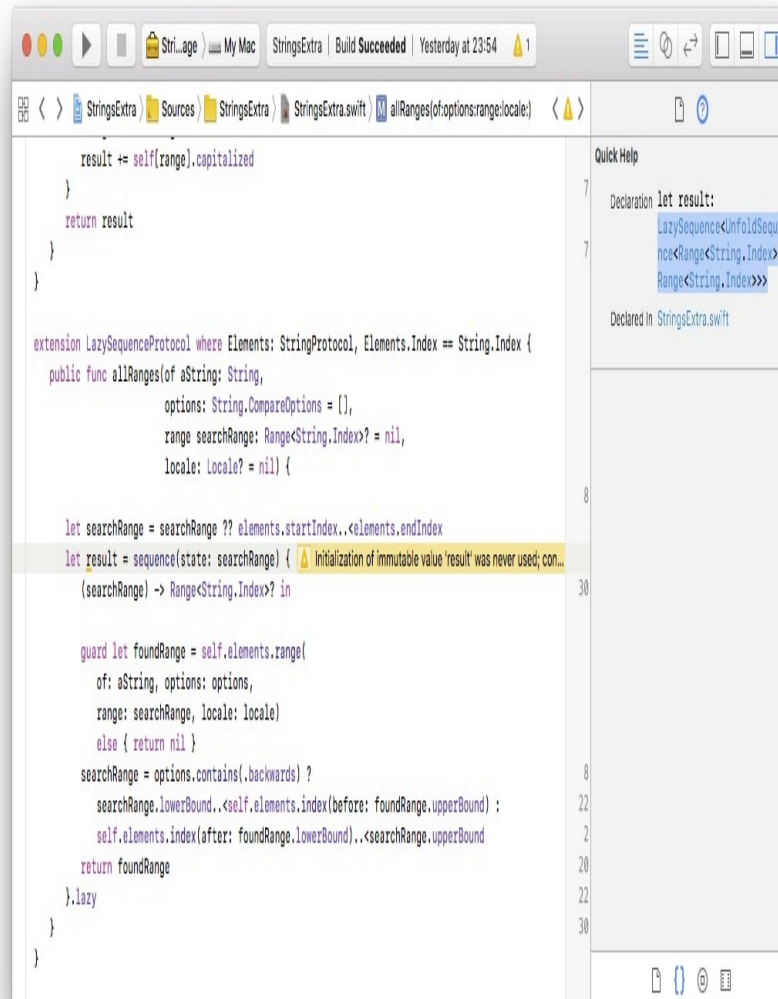 Stri...age 〉 My Mac StringsExtra | Build Succeeded | Yesterday at 23:54 1
StringsExtra 〉 Sources 〉 StringsExtra 〉 StringsExtra.swift 〉 M allRanges(of:options:range:locale:)
result += self[range].capitalized
}
7
return result
}
7
}
extension LazySequenceProtocol where Elements: StringProtocol, Elements.Index == String.Index {
public func allRanges(of aString: String,
options: String.CompareOptions = [],
range searchRange: Range<String.Index>? = nil,
locale: Locale? = nil) {
8
let searchRange = searchRange ?? elements.startIndex..<elements.endIndex
let result = sequence(state: searchRange) { Initialization of immutable value 'result' was never used; con...
(searchRange) -> Range<String.Index>? in
30
guard let foundRange = self.elements.range(
of: aString, options: options,
range: searchRange, locale: locale)
else { return nil }
searchRange = options.contains(.backwards) ?
8
searchRange.lowerBound..<self.elements.index(before: foundRange.upperBound) :
22
self.elements.index(after: foundRange.lowerBound)..<searchRange.upperBound
2
return foundRange
20
}.lazy
22
}
30
}
Quick Help
Declaration let result:
LazySequence<UnfoldSequ
nce<Range<String.Index>
Range<String.Index>>>
Declared In StringsExtra.swift